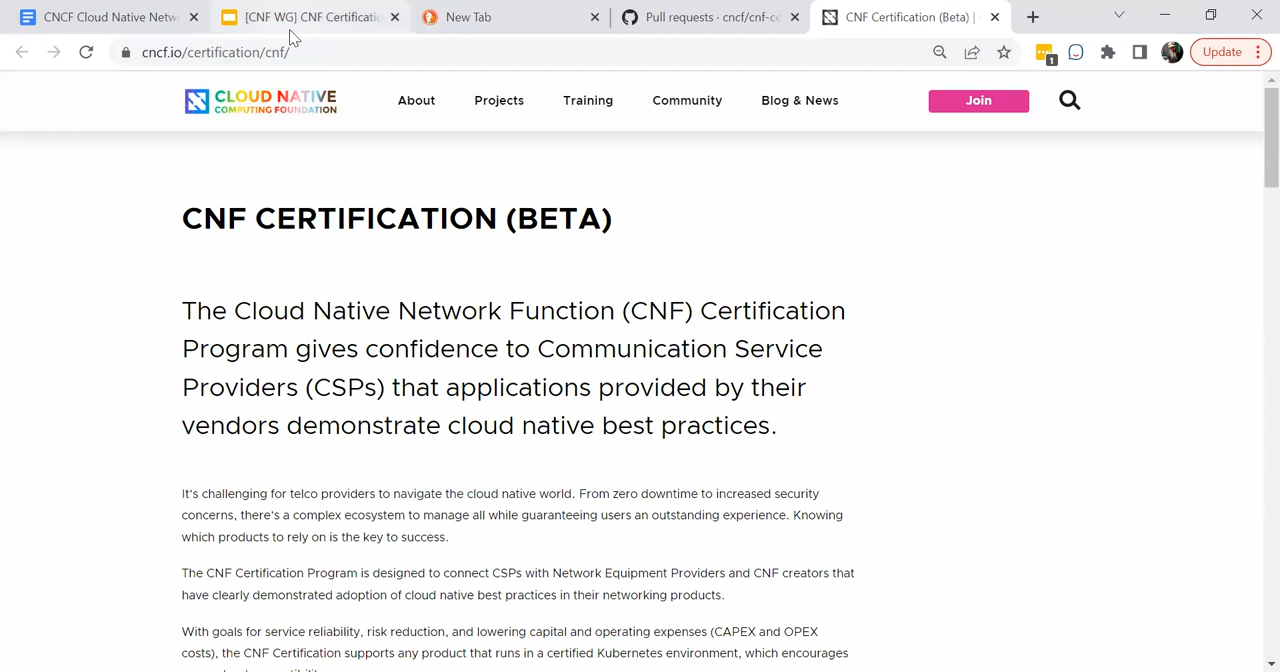 CNCF Cloud Native Netw
[CNF WG] CNF Certificatio
New Tab
Pull requests · cncf/cnf-ce
CNF Certification (Beta) |
cncf.io/certification/cnf/
1
Update
CLOUD NATIVE
COMPUTING FOUNDATION
About
Projects
Training
Community
Blog & News
Join
CNF CERTIFICATION (BETA)
The Cloud Native Network Function (CNF) Certification
Program gives confidence to Communication Service
Providers (CSPs) that applications provided by their
vendors demonstrate cloud native best practices.
It's challenging for telco providers to navigate the cloud native world. From zero downtime to increased security
concerns, there's a complex ecosystem to manage all while guaranteeing users an outstanding experience. Knowing
which products to rely on is the key to success.
The CNF Certification Program is designed to connect CSPs with Network Equipment Providers and CNF creators that
have clearly demonstrated adoption of cloud native best practices in their networking products.
With goals for service reliability, risk reduction, and lowering capital and operating expenses (CAPEX and OPEX
costs), the CNF Certification supports any product that runs in a certified Kubernetes environment, which encourages